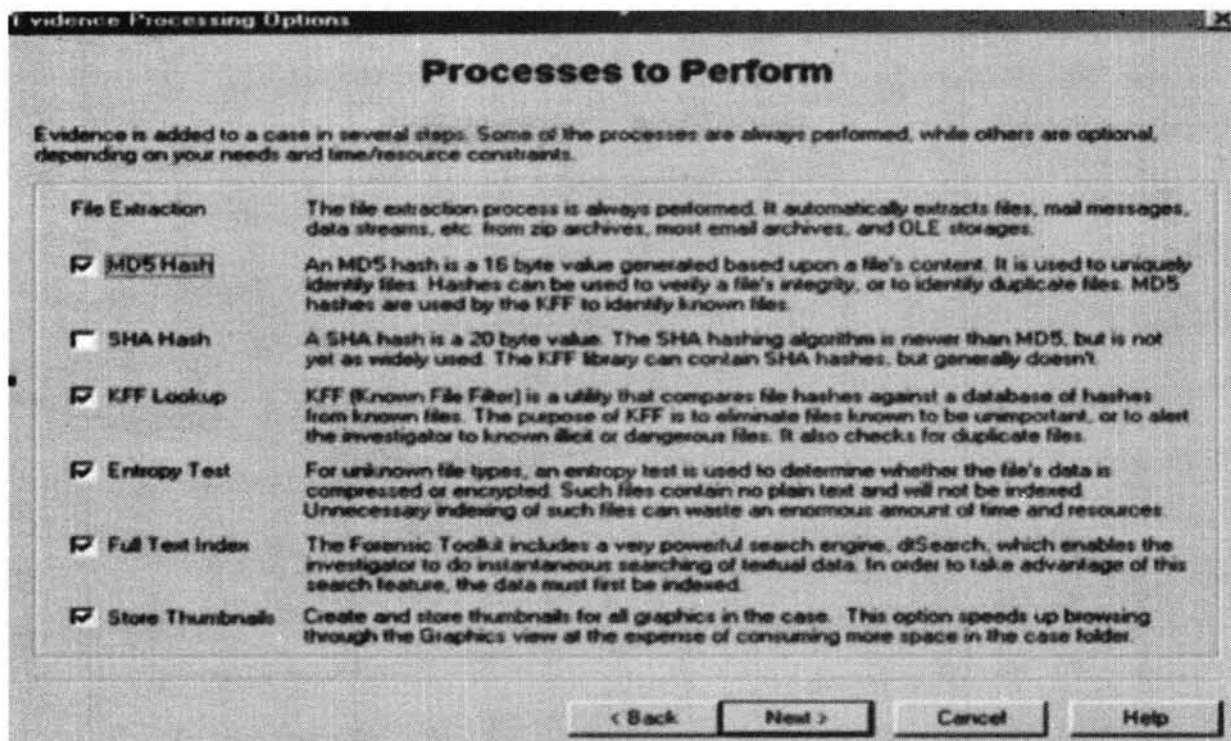 Evidence Processing Options
Processes to Perform
Evidence is added to a case in several steps. Some of the processes are always performed, while others are optional,
depending on your needs and time/resource constraints.
File Extraction The file extraction process is always performed. It automatically extracts files, mail messages,
data streams, etc. from zip archives, most email archives, and OLE storages.
MD5 Hash An MD5 hash is a 16 byte value generated based upon a file's content. It is used to uniquely
identify files. Hashes can be used to verify a file's integrity, or to identify duplicate files. MD5
hashes are used by the KFF to identify known files.
SHA Hash A SHA hash is a 20 byte value. The SHA hashing algorithm is newer than MD5, but is not
yet as widely used. The KFF library can contain SHA hashes, but generally doesn't.
KFF Lookup KFF (Known File Filter) is a utility that compares file hashes against a database of hashes
from known files. The purpose of KFF is to eliminate files known to be unimportant, or to alert
the investigator to known illicit or dangerous files. It also checks for duplicate files.
Entropy Test For unknown file types, an entropy test is used to determine whether the file's data is
compressed or encrypted. Such files contain no plain text and will not be indexed.
Unnecessary indexing of such files can waste an enormous amount of time and resources.
Full Text Index The Forensic Toolkit includes a very powerful search engine, dtSearch, which enables the
investigator to do instantaneous searching of textual data. In order to take advantage of this
search feature, the data must first be indexed.
Store Thumbnails Create and store thumbnails for all graphics in the case. This option speeds up browsing
through the Graphics view at the expense of consuming more space in the case folder.
< Back Next > Cancel Help